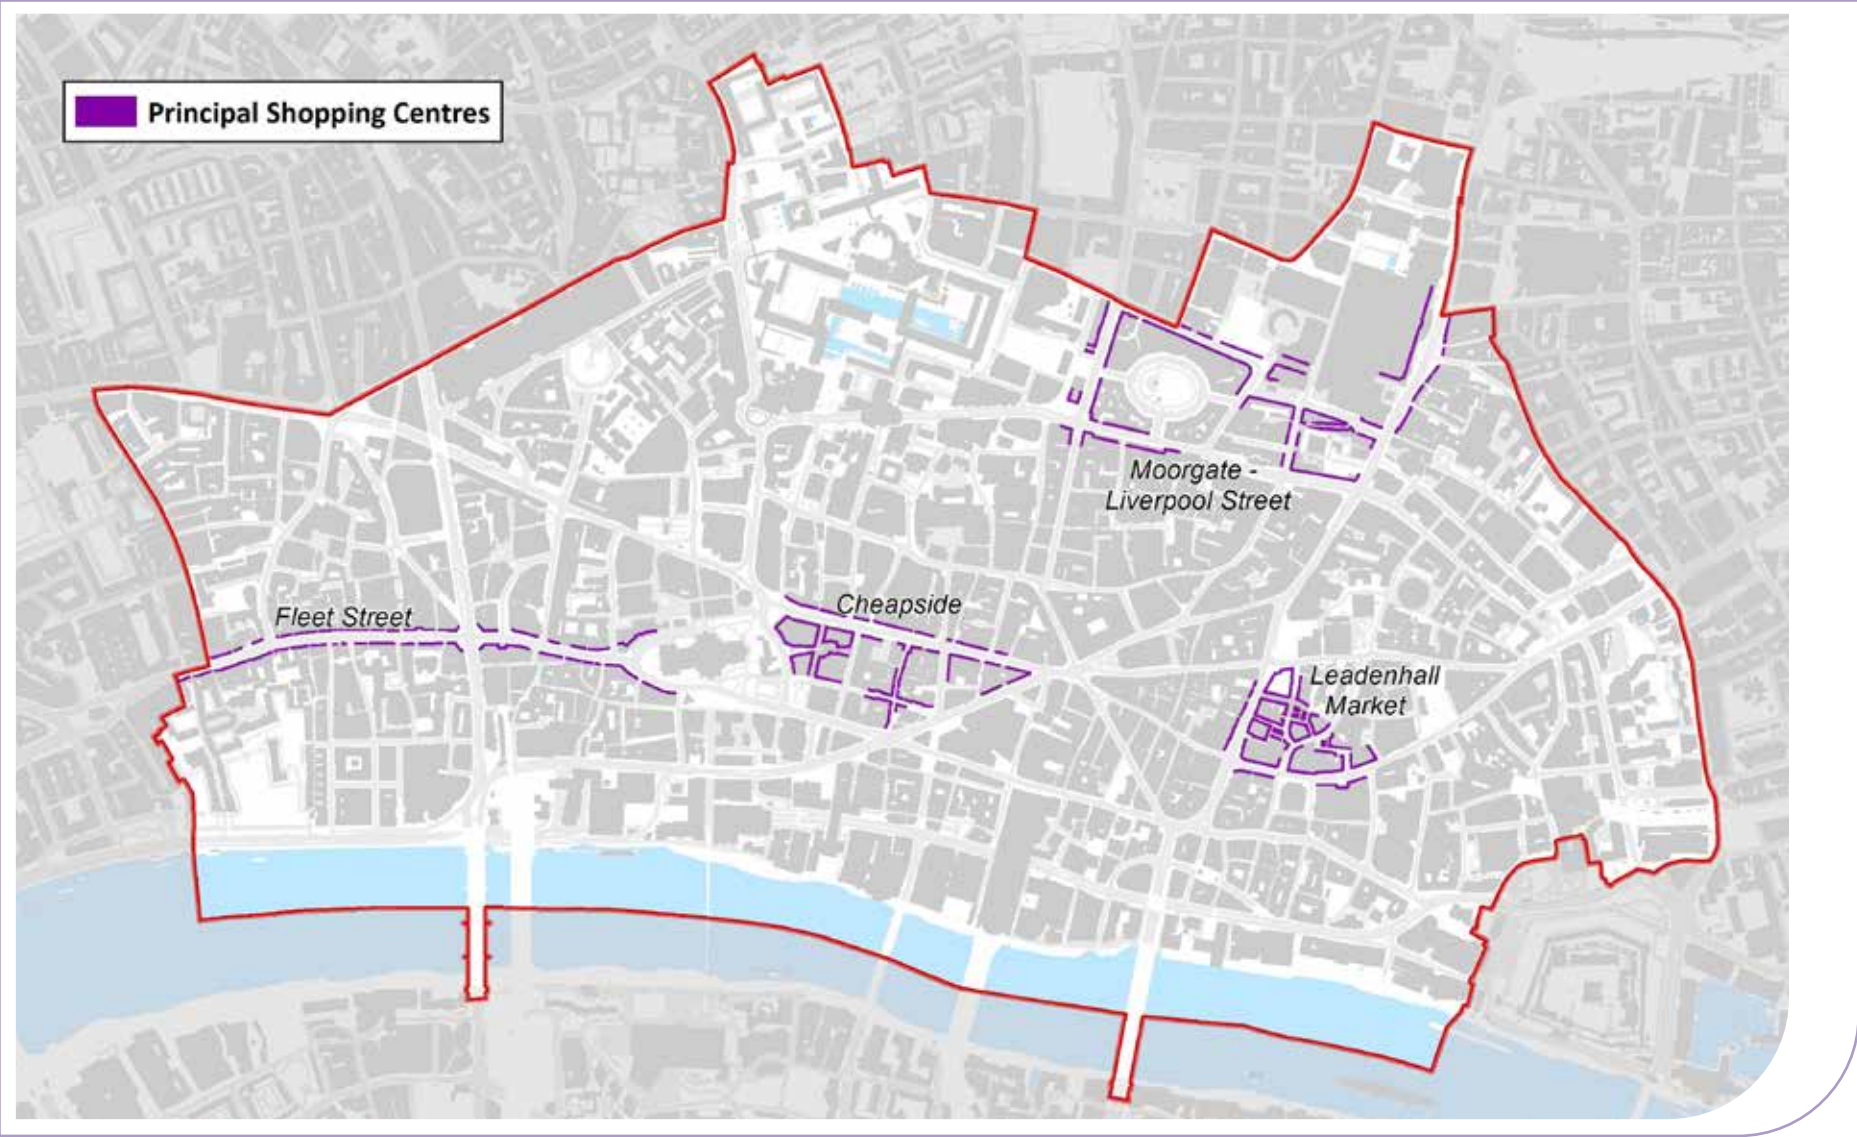 Principal Shopping Centres
Moorgate -
Liverpool Street
Cheapside
Fleet Street
Leadenhall
Market